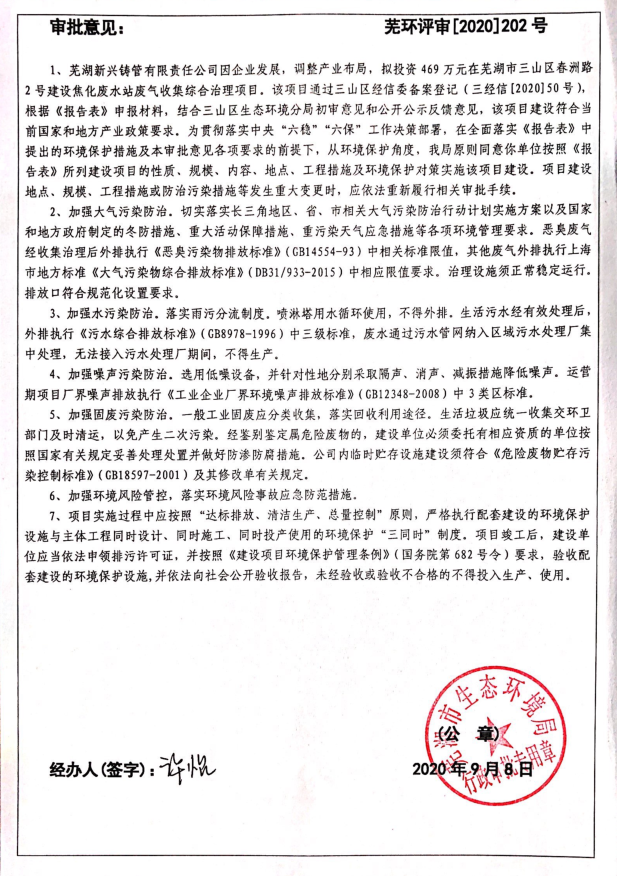 审批意见： 芜环评审[2020]202 号
1、芜湖新兴铸管有限责任公司因企业发展，调整产业布局，拟投资 469 万元在芜湖市三山区春洲路
2 号建设焦化废水站废气收集综合治理项目。该项目通过三山区经信委备案登记（三经信[2020]50 号），
根据《报告表》申报材料，结合三山区生态环境分局初审意见和公开公示反馈意见，该项目建设符合当
前国家和地方产业政策要求。为贯彻落实中央“六稳”“六保”工作决策部署，在全面落实《报告表》中
提出的环境保护措施及本审批意见各项要求的前提下，从环境保护角度，我局原则同意你单位按照《报
告表》所列建设项目的性质、规模、内容、地点、工程措施及环境保护对策实施该项目建设。项目建设
地点、规模、工程措施或防治污染措施等发生重大变更时，应依法重新履行相关审批手续。
2、加强大气污染防治。切实落实长三角地区、省、市相关大气污染防治行动计划实施方案以及国家
和地方政府制定的冬防措施、重大活动保障措施、重污染天气应急措施等各项环境管理要求。恶臭废气
经收集治理后外排执行《恶臭污染物排放标准》(GB14554-93）中相关标准限值，其他废气外排执行上海
市地方标准《大气污染物综合排放标准》(DB31/933-2015）中相应限值要求。治理设施须正常稳定运行。
排放口符合规范化设置要求。
3、加强水污染防治。落实雨污分流制度。喷淋塔用水循环使用，不得外排。生活污水经有效处理后，
外排执行《污水综合排放标准》(GB8978-1996）中三级标准，废水通过污水管网纳入区域污水处理厂集
中处理，无法接入污水处理厂期间，不得生产。
4、加强噪声污染防治。选用低噪设备，并针对性地分别采取隔声、消声、减振措施降低噪声。运营
期项目厂界噪声排放执行《工业企业厂界环境噪声排放标准》(GB12348-2008）中 3 类区标准。
5、加强固废污染防治。一般工业固废应分类收集，落实回收利用途径。生活垃圾应统一收集交环卫
部门及时清运，以免产生二次污染。经鉴别鉴定属危险废物的，建设单位必须委托有相应资质的单位按
照国家有关规定妥善处理处置并做好防渗防腐措施。公司内临时贮存设施建设须符合《危险废物贮存污
染控制标准》(GB18597-2001）及其修改单有关规定。
6、加强环境风险管控，落实环境风险事故应急防范措施。
7、项目实施过程中应按照“达标排放、清洁生产、总量控制”原则，严格执行配套建设的环境保护
设施与主体工程同时设计、同时施工、同时投产使用的环境保护“三同时”制度。项目竣工后，建设单
位应当依法申领排污许可证，并按照《建设项目环境保护管理条例》(国务院第 682 号令）要求，验收配
套建设的环境保护设施,并依法向社会公开验收报告，未经验收或验收不合格的不得投入生产、使用。
芜湖市生态环境局
(公 章)
经办人(签字)：许怡
2020 年 9 月 8 日
行政审批专用章